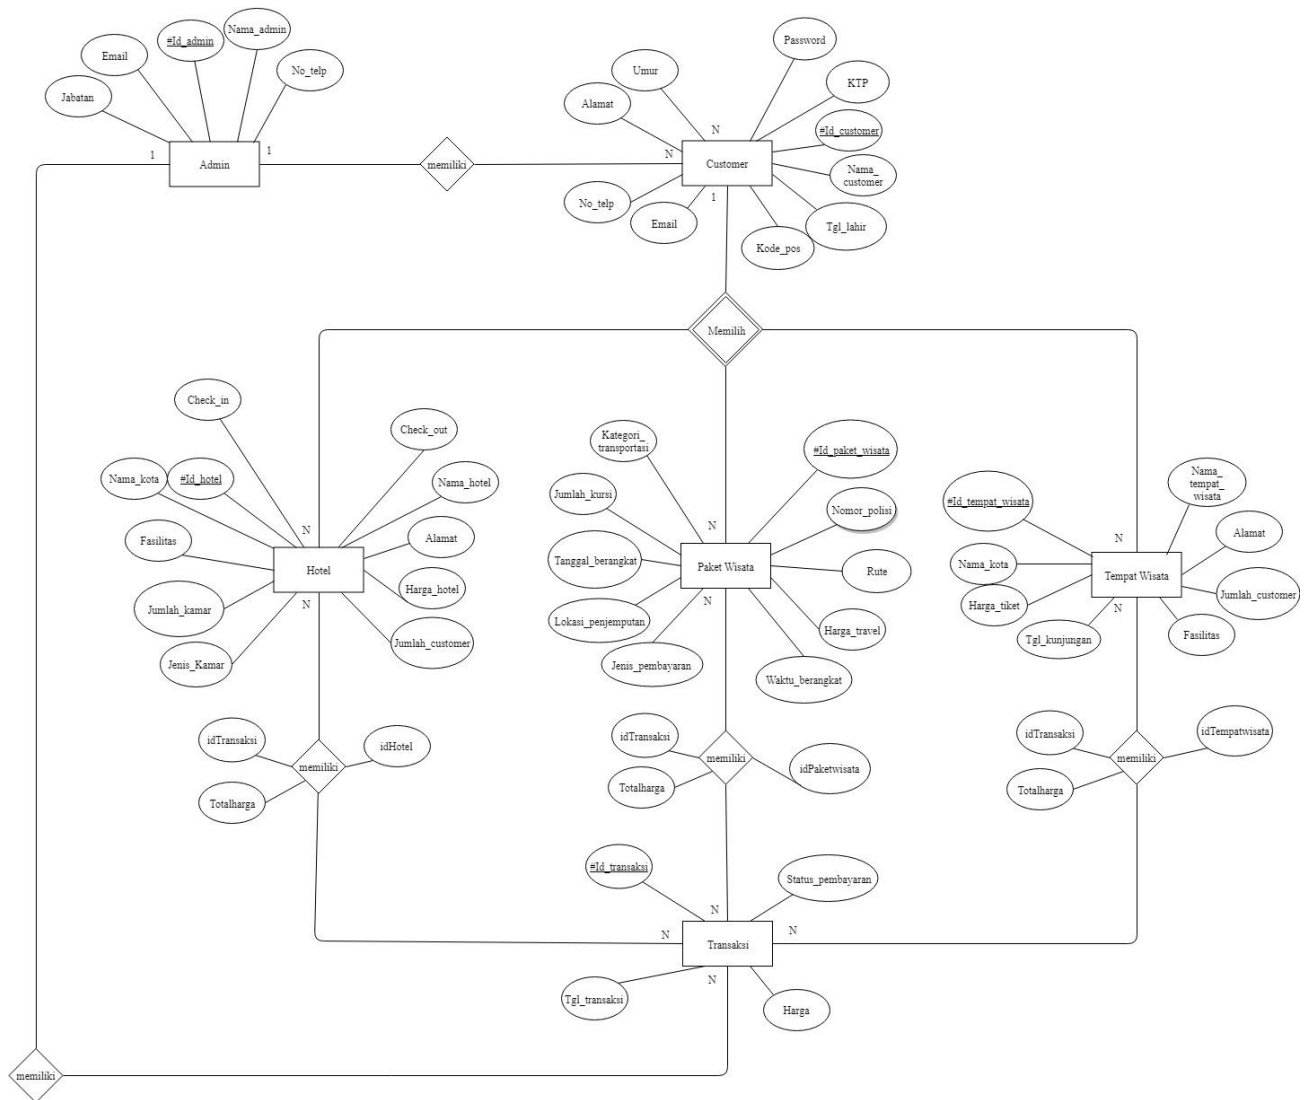 Nama_admin
#Id_admin
Email
No_telp
Jabatan
1
Admin
1
memiliki
Password
Umur
KTP
Alamat
#Id_customer
N
N
Customer
Nama_
customer
No_telp
1
Email
Tgl_lahir
Kode_pos
Memilih
Check_in
Check_out
Nama_kota
#Id_hotel
Nama_hotel
N
Fasilitas
Alamat
Hotel
Harga_hotel
Jumlah_kamar
N
Jumlah_customer
Jenis_Kamar
Kategori_
transportasi
#Id_paket_wisata
Jumlah_kursi
Nomor_polisi
N
Tanggal_berangkat
Paket Wisata
Rute
Lokasi_penjemputan
N
Harga_travel
Jenis_pembayaran
Waktu_berangkat
Nama_
tempat_
wisata
#Id_tempat_wisata
Alamat
N
Nama_kota
Tempat Wisata
Jumlah_customer
Harga_tiket
N
Tgl_kunjungan
Fasilitas
idTransaksi
idHotel
memiliki
Totalharga
idTransaksi
memiliki
idPaketwisata
Totalharga
idTransaksi
idTempatwisata
memiliki
Totalharga
#Id_transaksi
Status_pembayaran
N
N
N
Transaksi
N
Tgl_transaksi
Harga
memiliki